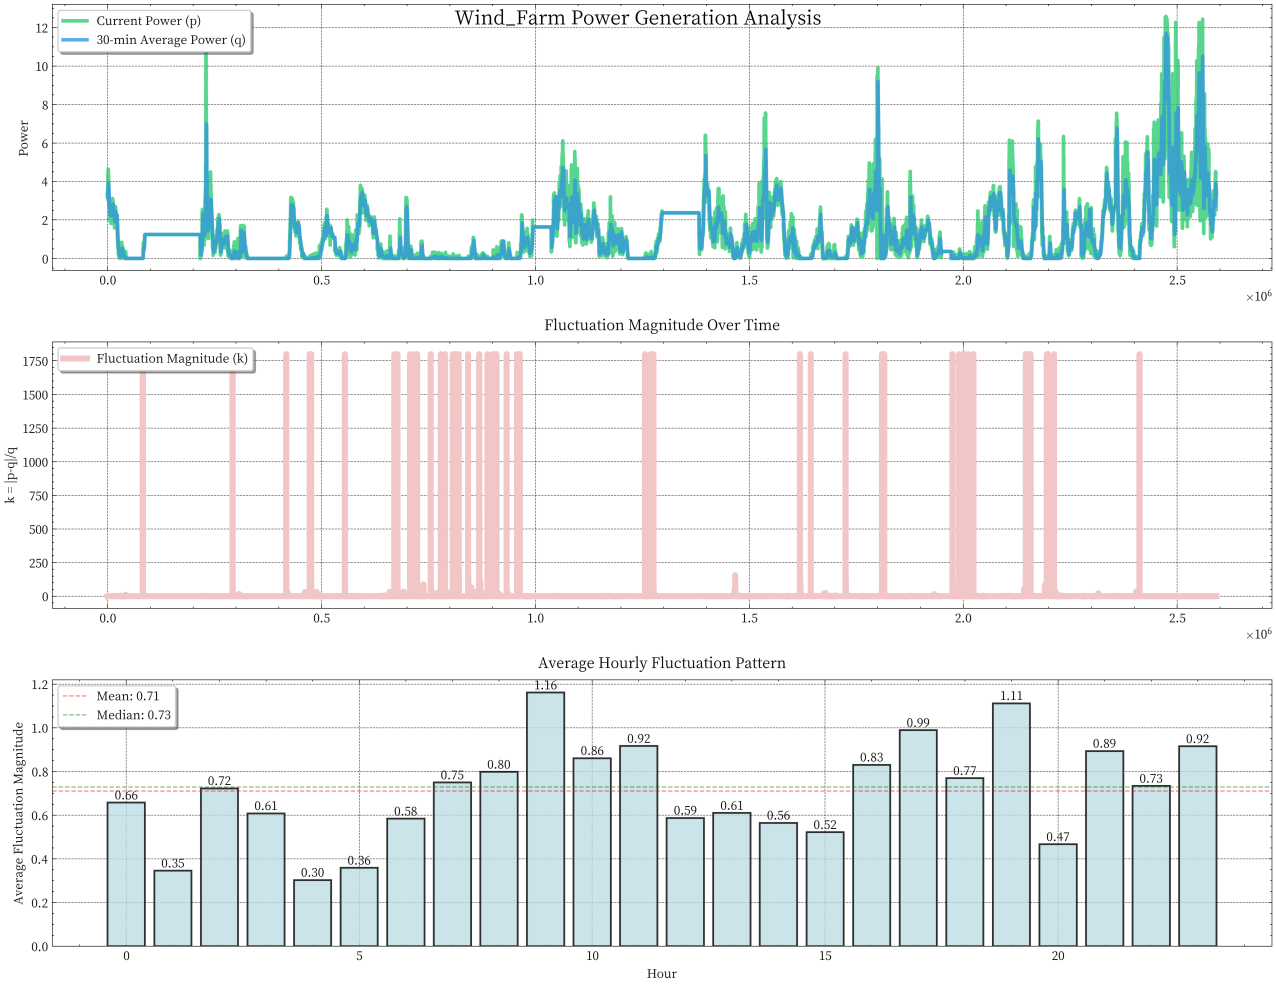 Wind_Farm Power Generation Analysis
Current Power (p)
30-min Average Power (q)
Power
12
10
8
6
4
2
0
0.0 0.5 1.0 1.5 2.0 2.5
×10⁶
Fluctuation Magnitude Over Time
Fluctuation Magnitude (k)
k = |p-q|/q
1750
1500
1250
1000
750
500
250
0
0.0 0.5 1.0 1.5 2.0 2.5
×10⁶
Average Hourly Fluctuation Pattern
Mean: 0.71
Median: 0.73
Average Fluctuation Magnitude
1.2
1.0
0.8
0.6
0.4
0.2
0.0
0.66 0.35 0.72 0.61 0.30 0.36 0.58 0.75 0.80 1.16 0.86 0.92 0.59 0.61 0.56 0.52 0.83 0.99 0.77 1.11 0.47 0.89 0.73 0.92
0 5 10 15 20
Hour